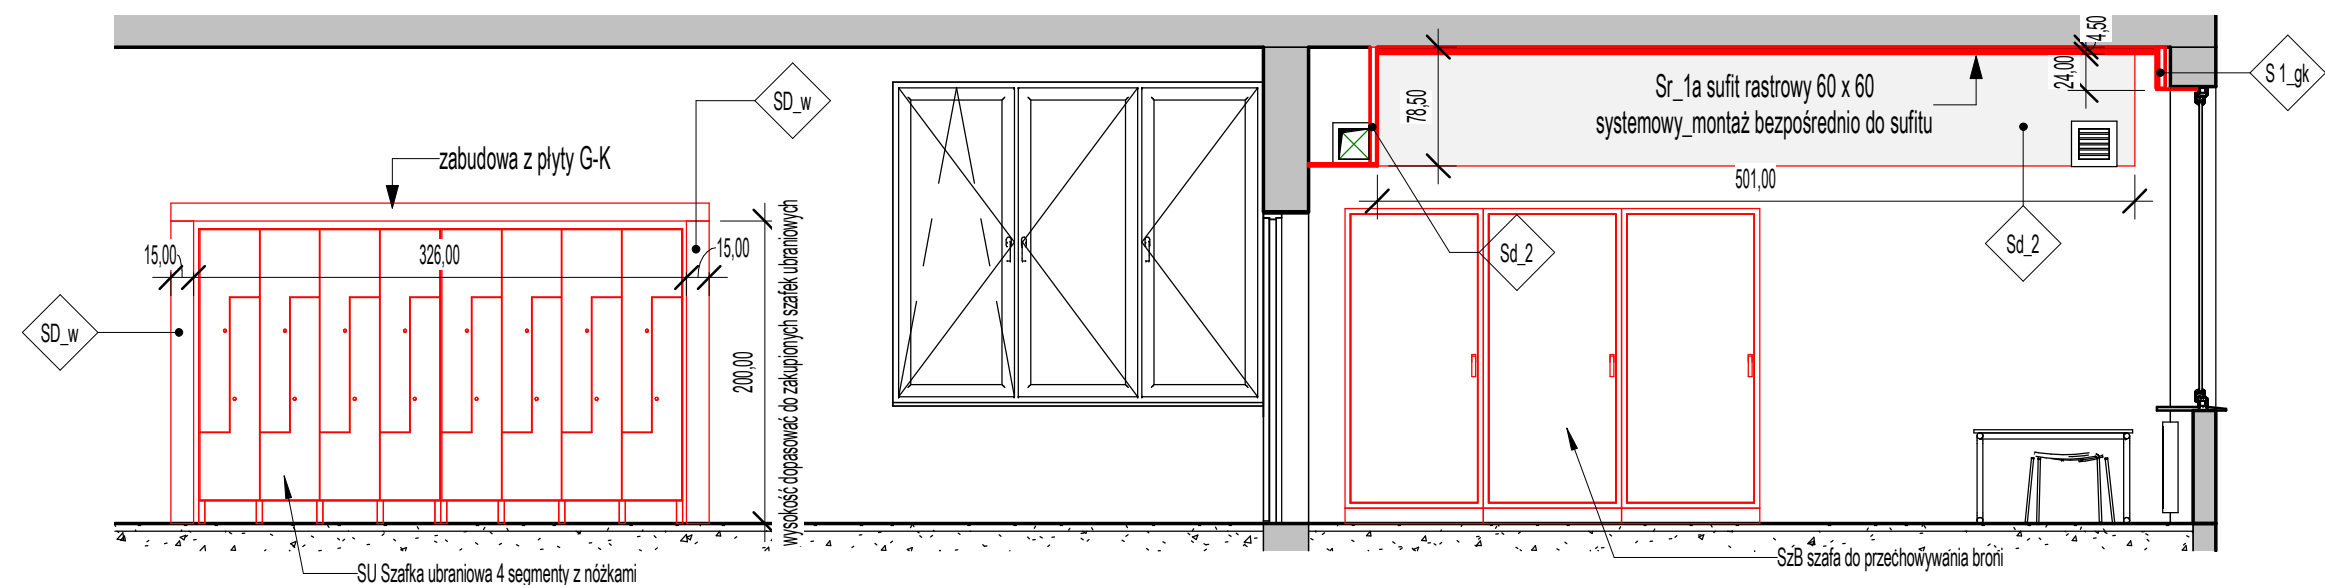 SD_w
zabudowa z płyty G-K
15,00
326,00
15,00
SD_w
200,00
wysokość dopasować do zakupionych szafek ubraniowych
SU Szafka ubraniowa 4 segmenty z nóżkami
4,50
24,00
S 1_gk
78,50
Sr_1a sufit rastrowy 60 x 60
systemowy_montaż bezpośrednio do sufitu
501,00
Sd_2
Sd_2
SzB szafa do przechowywania broni